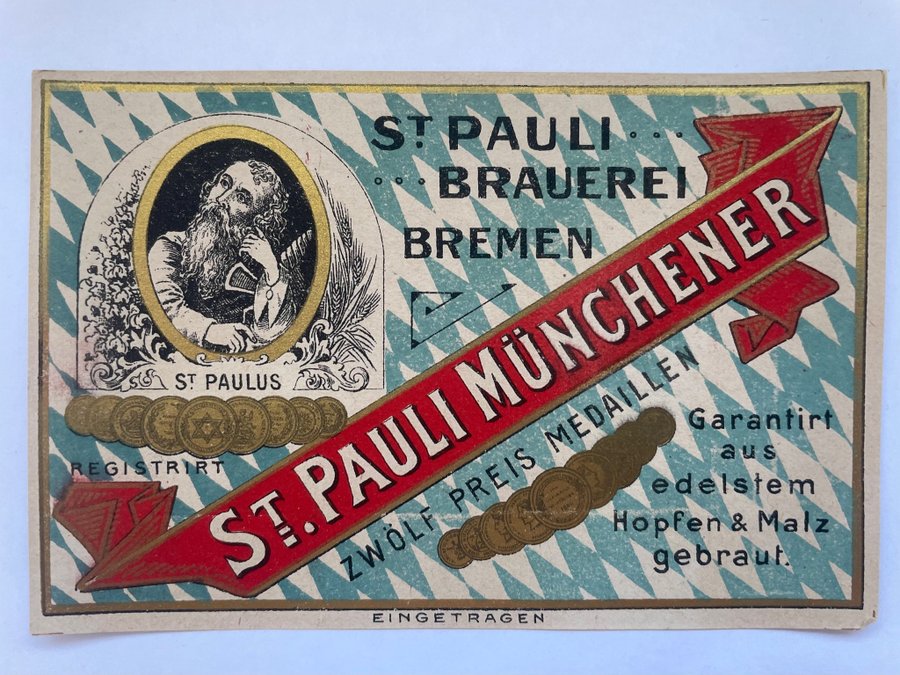 ST PAULI
BRAUEREI
BREMEN
ST PAULUS
REGISTRIRT
ST. PAULI MÜNCHENER
ZWÖLF PREIS MEDAILLEN
Garantirt
aus
edelstem
Hopfen & Malz
gebraut.
EINGETRAGEN